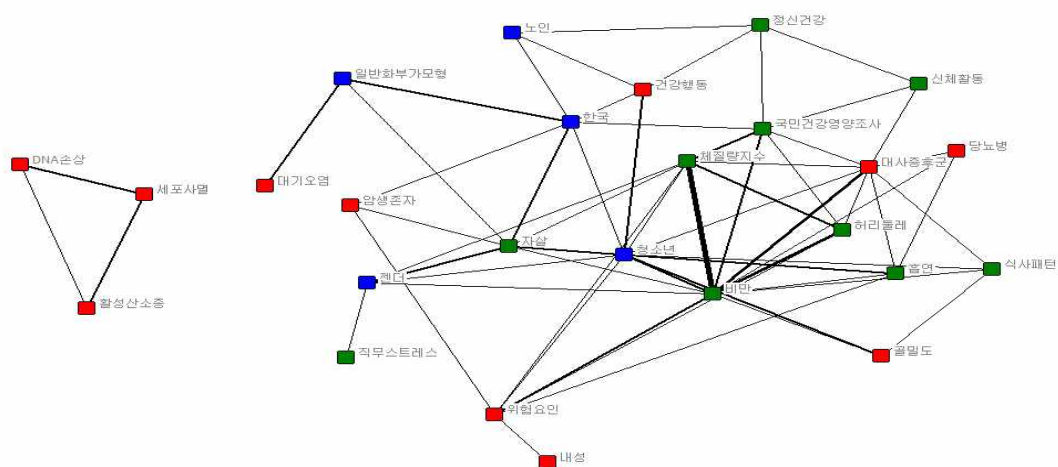 노인
정신건강
일반화부가모형
건강행동
신체활동
한국
국민건강영양조사
당뇨병
DNA손상
체질량지수
대사증후군
세포사멸
대기오염
암생존자
허리둘레
자살
청소년
흡연
식사패턴
젠더
비만
활성산소종
직무스트레스
골밀도
위험요인
내성